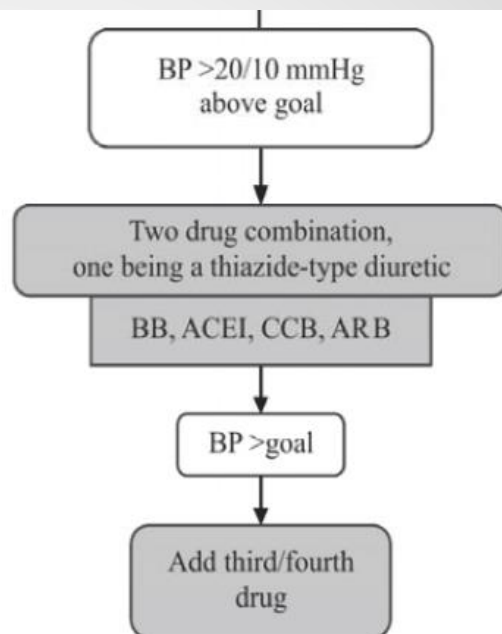 BP >20/10 mmHg
above goal
Two drug combination,
one being a thiazide-type diuretic
BB, ACEI, CCB, ARB
BP >goal
Add third/fourth
drug